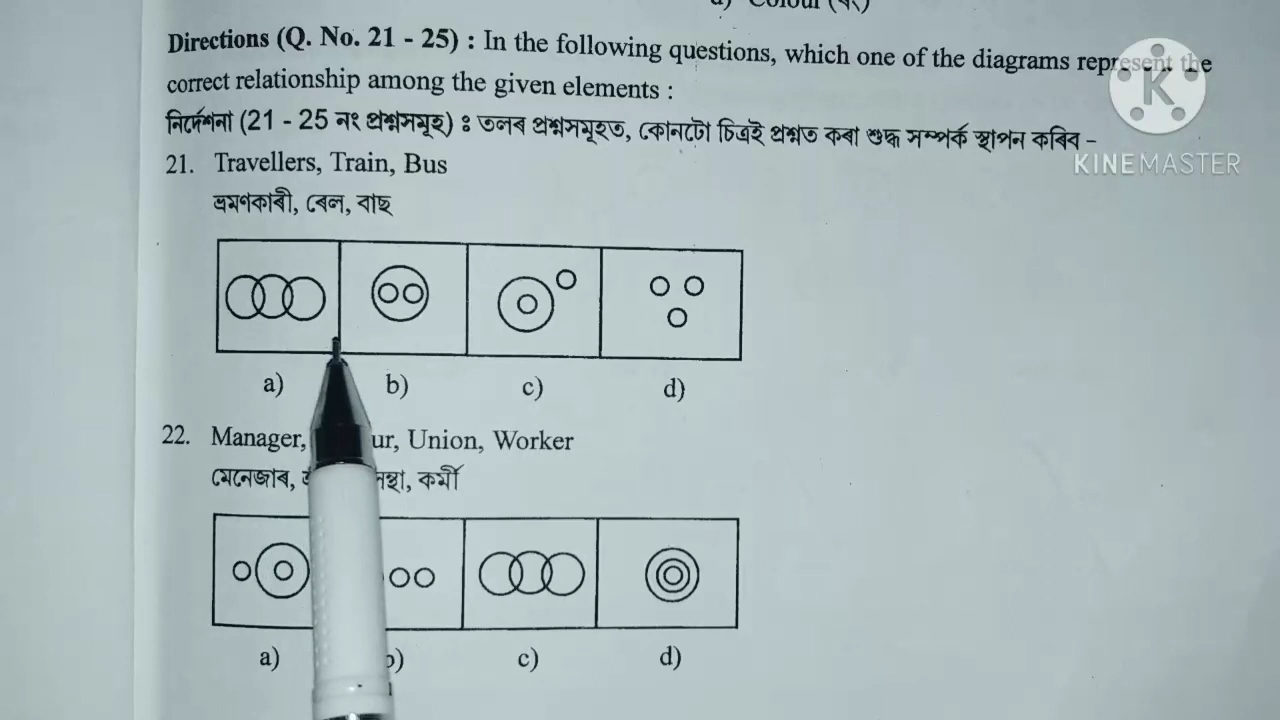 d) Colour (ৰং)
Directions (Q. No. 21 - 25) : In the following questions, which one of the diagrams represent the
correct relationship among the given elements :
নিৰ্দেশনা (21 - 25 নং প্ৰশ্নসমূহ) : তলৰ প্ৰশ্নসমূহত, কোনটো চিত্ৰই প্ৰশ্নত কৰা শুদ্ধ সম্পৰ্ক স্থাপন কৰিব –
K
KINEMASTER
21. Travellers, Train, Bus
ভ্ৰমণকাৰী, ৰেল, বাছ
a) b) c) d)
22. Manager, ur, Union, Worker
মেনেজাৰ, কৰ্মী
a) b) c) d)